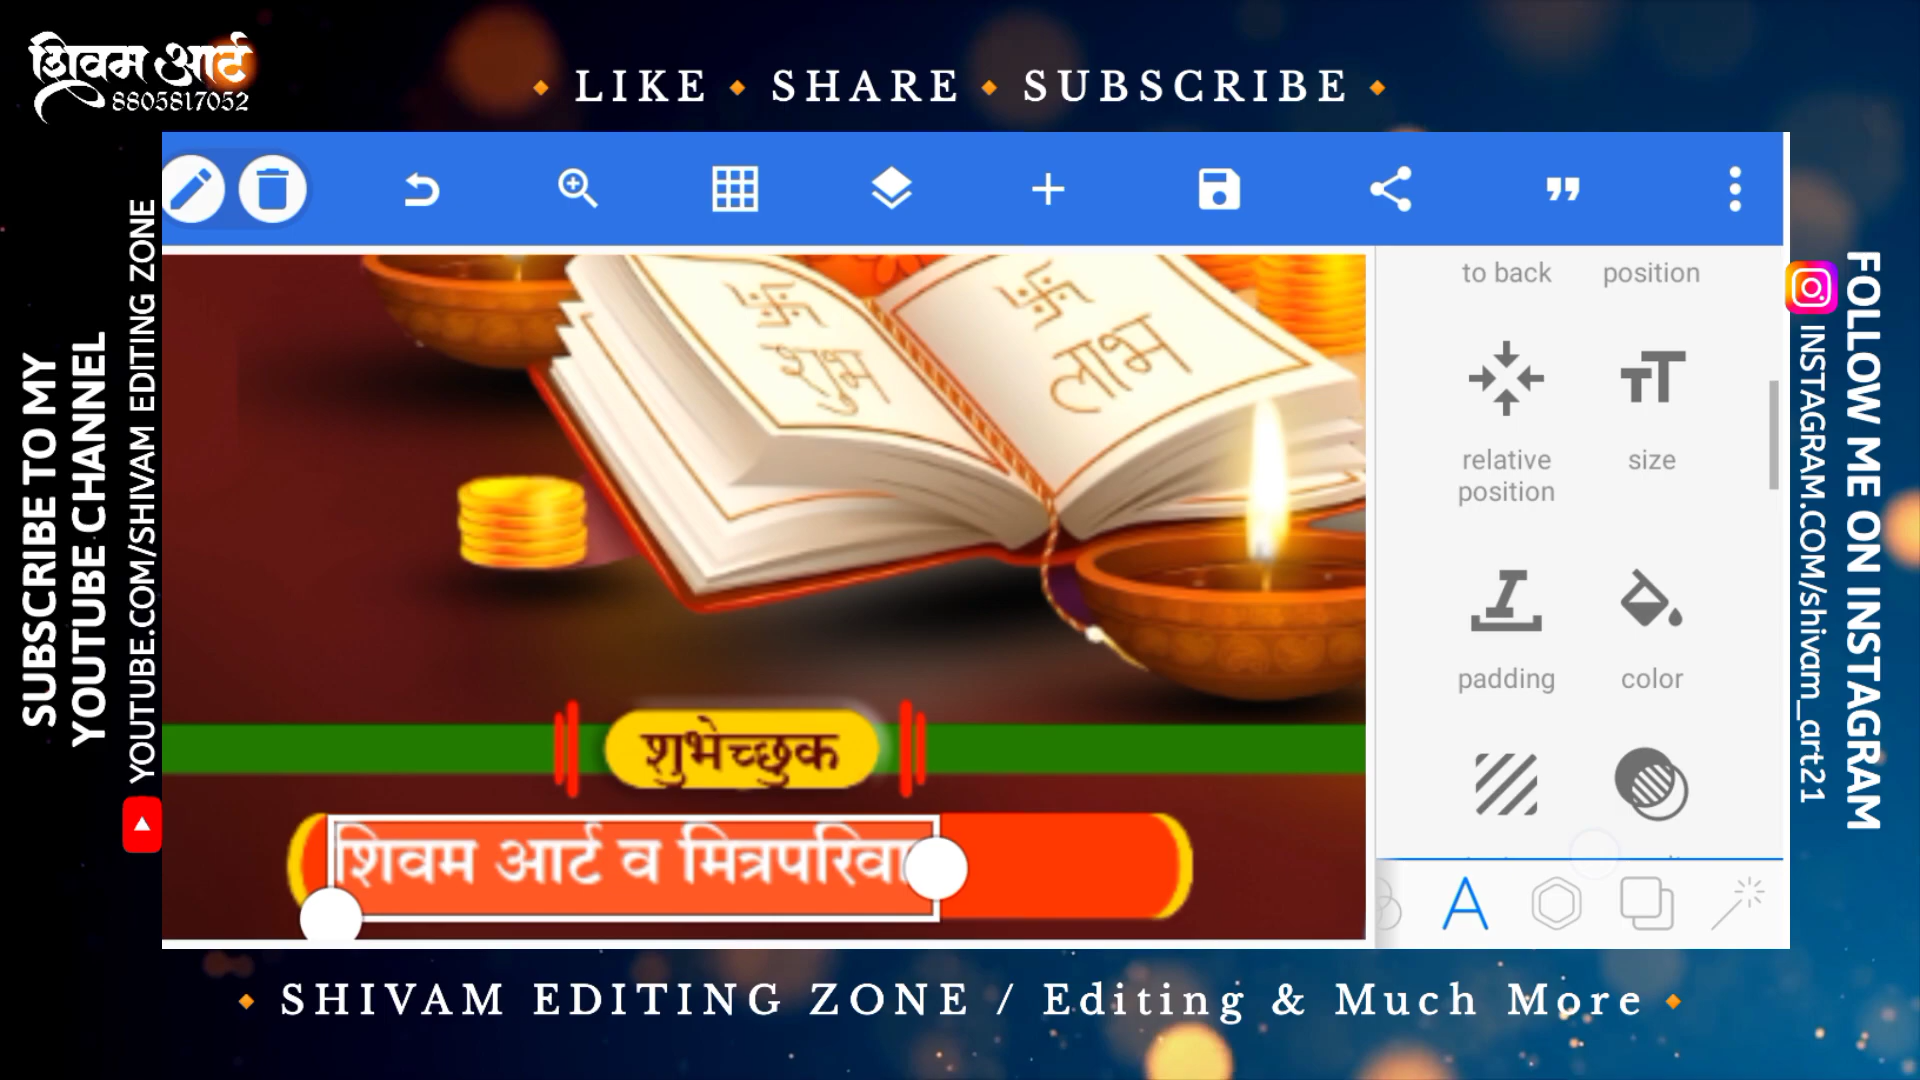 शिवम आर्ट
8805817052
LIKE SHARE SUBSCRIBE
SUBSCRIBE TO MY
YOUTUBE CHANNEL
YOUTUBE.COM/SHIVAM EDITING ZONE
शुभ
लाभ
शुभेच्छुक
शिवम आर्ट व मित्रपरिवा
to back
position
relative
position
size
padding
color
FOLLOW ME ON INSTAGRAM
INSTAGRAM.COM/shivam_art21
SHIVAM EDITING ZONE / Editing & Much More